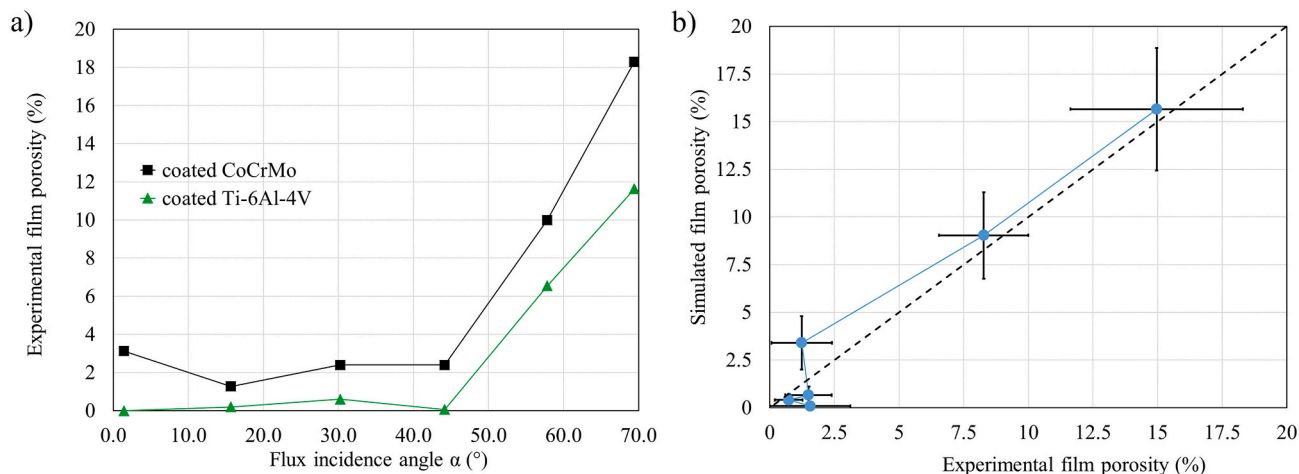 a)
Experimental film porosity (%)
20
18
16
14
12
10
8
6
4
2
0
coated CoCrMo
coated Ti-6Al-4V
0.0 10.0 20.0 30.0 40.0 50.0 60.0 70.0
Flux incidence angle α (°)
b)
Simulated film porosity (%)
20
17.5
15
12.5
10
7.5
5
2.5
0
0 2.5 5 7.5 10 12.5 15 17.5 20
Experimental film porosity (%)